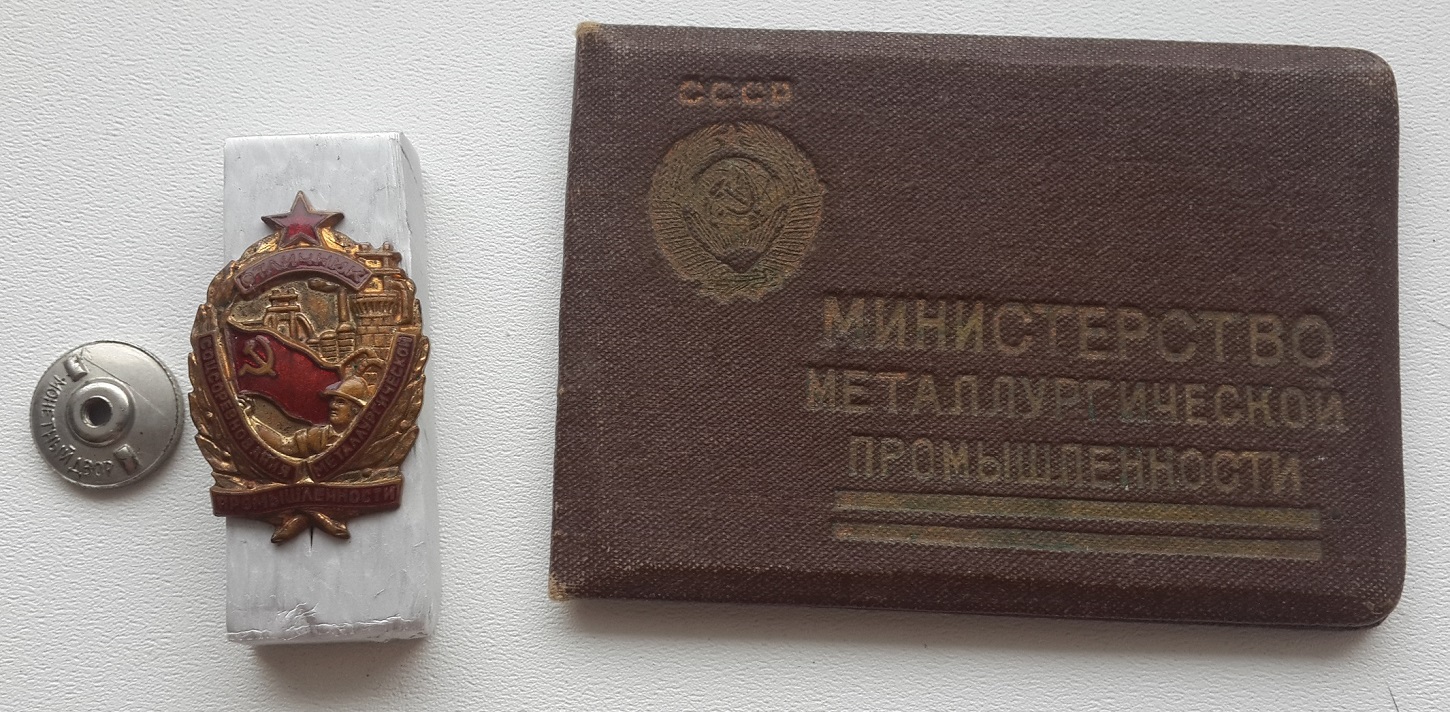 МОНЕТНЫЙ ДВОР
ОТЛИЧНИК
СОЦСОРЕВНОВАНИЯ
МЕТАЛЛУРГИЧЕСКОЙ
ПРОМЫШЛЕННОСТИ
СССР
МИНИСТЕРСТВО
МЕТАЛЛУРГИЧЕСКОЙ
ПРОМЫШЛЕННОСТИ